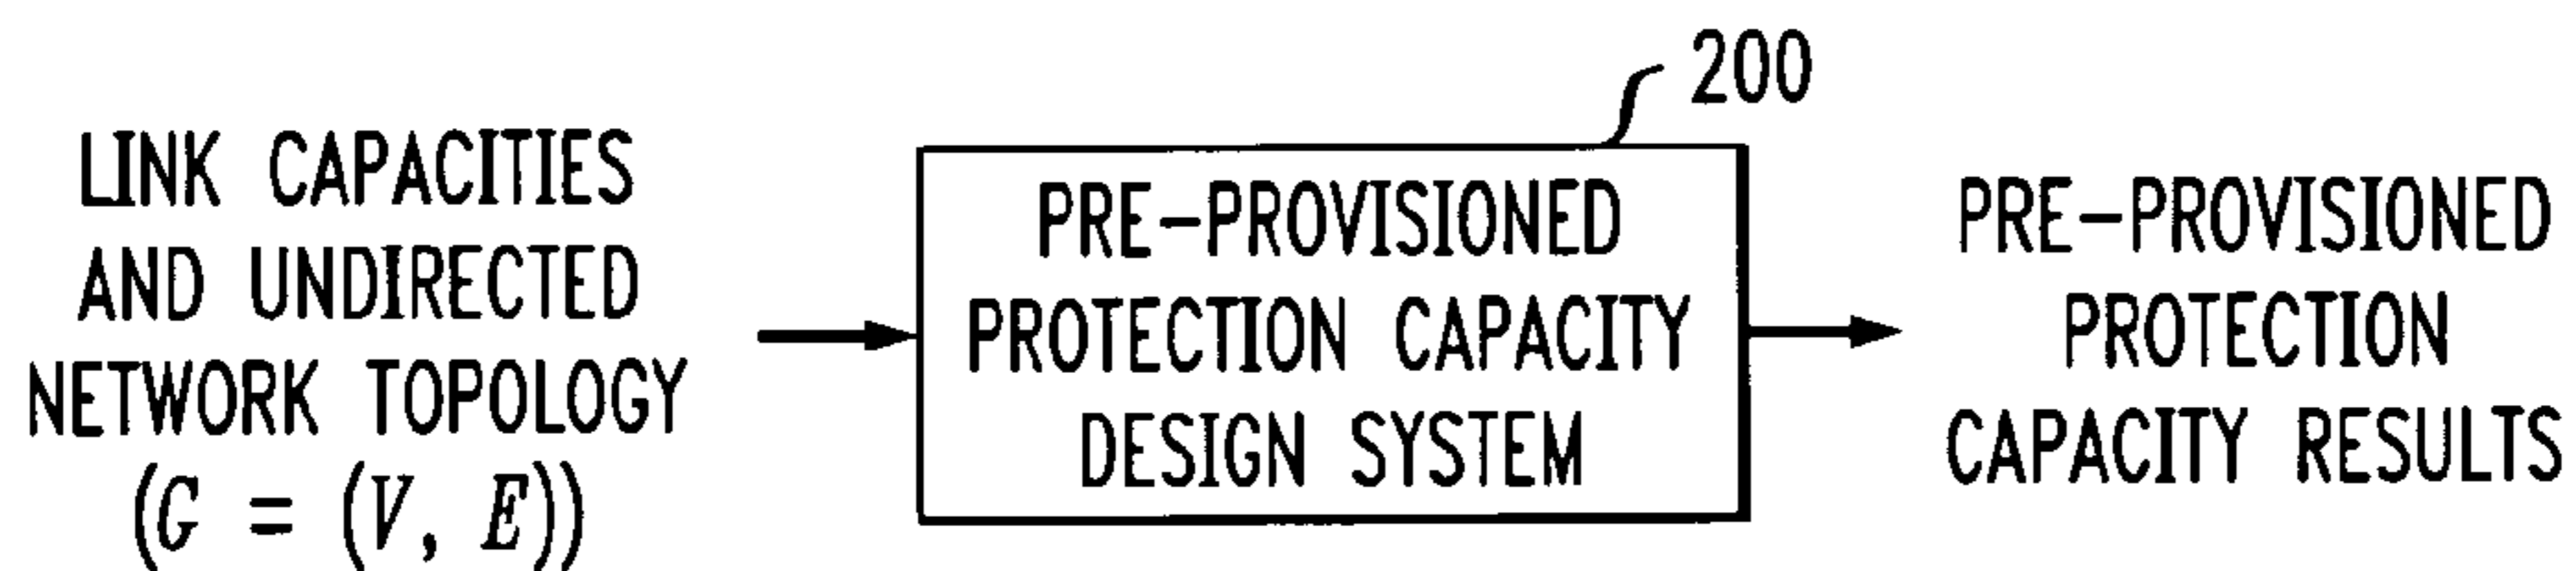 200
LINK CAPACITIES
AND UNDIRECTED
NETWORK TOPOLOGY
(G = (V, E))
PRE-PROVISIONED
PROTECTION CAPACITY
DESIGN SYSTEM
PRE-PROVISIONED
PROTECTION
CAPACITY RESULTS